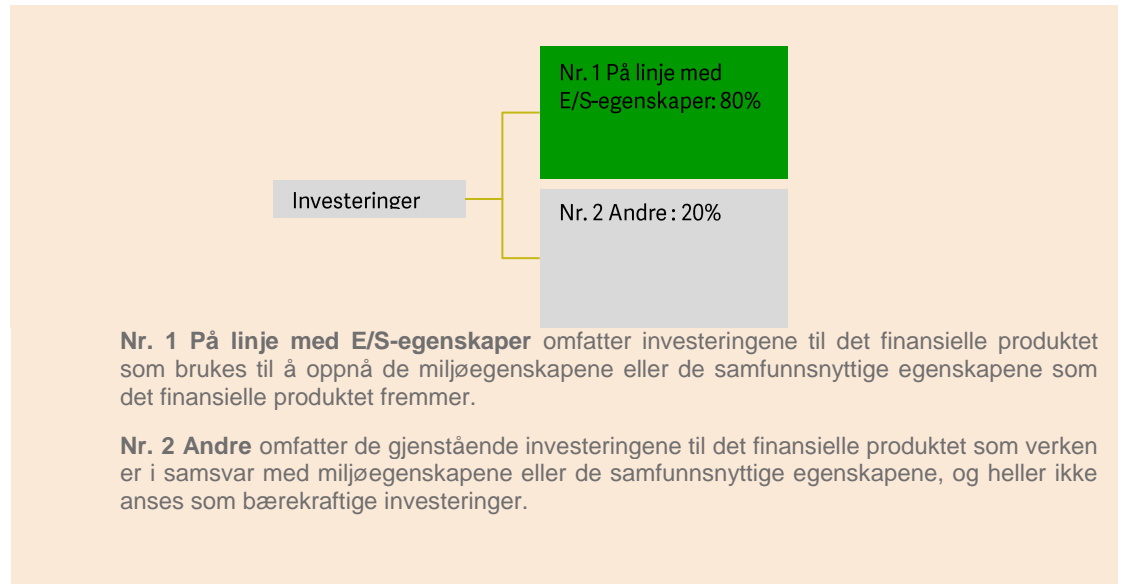 Nr. 1 På linje med
E/S-egenskaper: 80%
Investeringer
Nr. 2 Andre : 20%
Nr. 1 På linje med E/S-egenskaper omfatter investeringene til det finansielle produktet
som brukes til å oppnå de miljøegenskapene eller de samfunnsnyttige egenskapene som
det finansielle produktet fremmer.
Nr. 2 Andre omfatter de gjenstående investeringene til det finansielle produktet som verken
er i samsvar med miljøegenskapene eller de samfunnsnyttige egenskapene, og heller ikke
anses som bærekraftige investeringer.